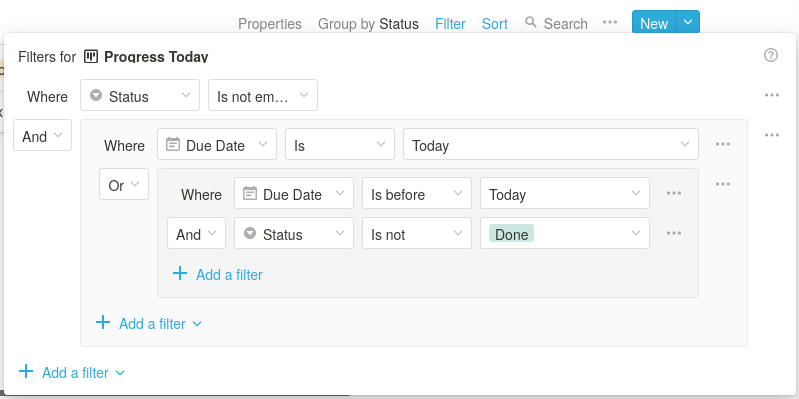 Properties Group by Status Filter Sort Search ... New
Filters for Progress Today
Where Status Is not em...
And Where Due Date Is Today
Or Where Due Date Is before Today
And Status Is not Done
+ Add a filter
+ Add a filter
+ Add a filter